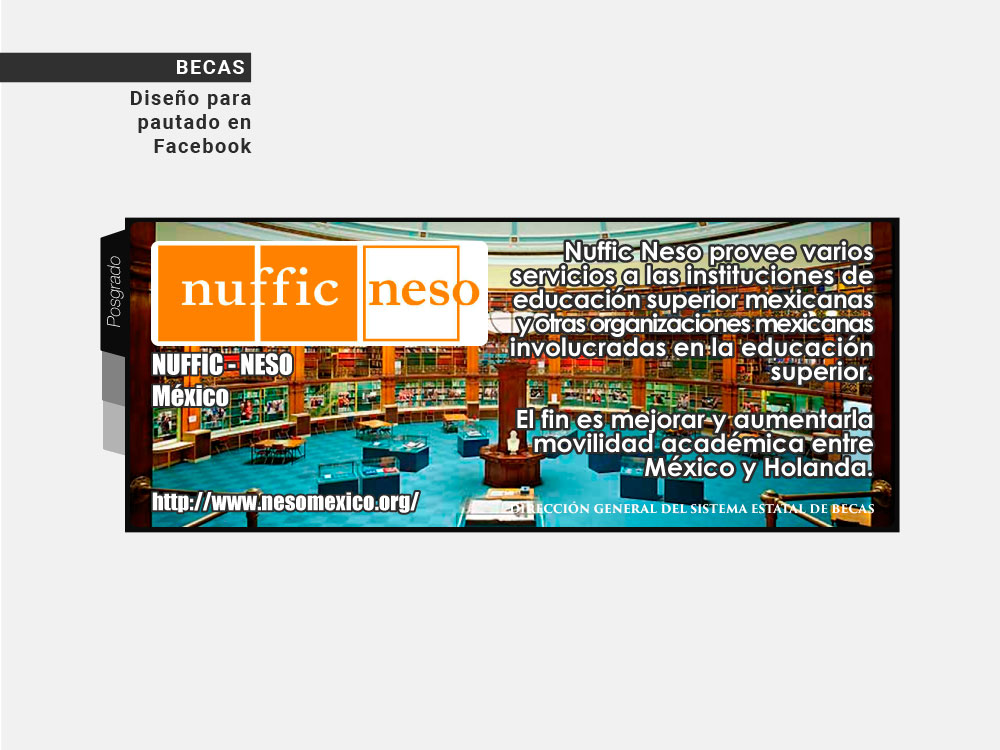 BECAS
Diseño para
pautado en
Facebook
Posgrado
nuffic neso
NUFFIC - NESO
México
http://www.nesomexico.org/
Nuffic Neso provee varios
servicios a las instituciones de
educación superior mexicanas
y otras organizaciones mexicanas
involucradas en la educación
superior.
El fin es mejorar y aumentarla
movilidad académica entre
México y Holanda.
DIRECCIÓN GENERAL DEL SISTEMA ESTATAL DE BECAS